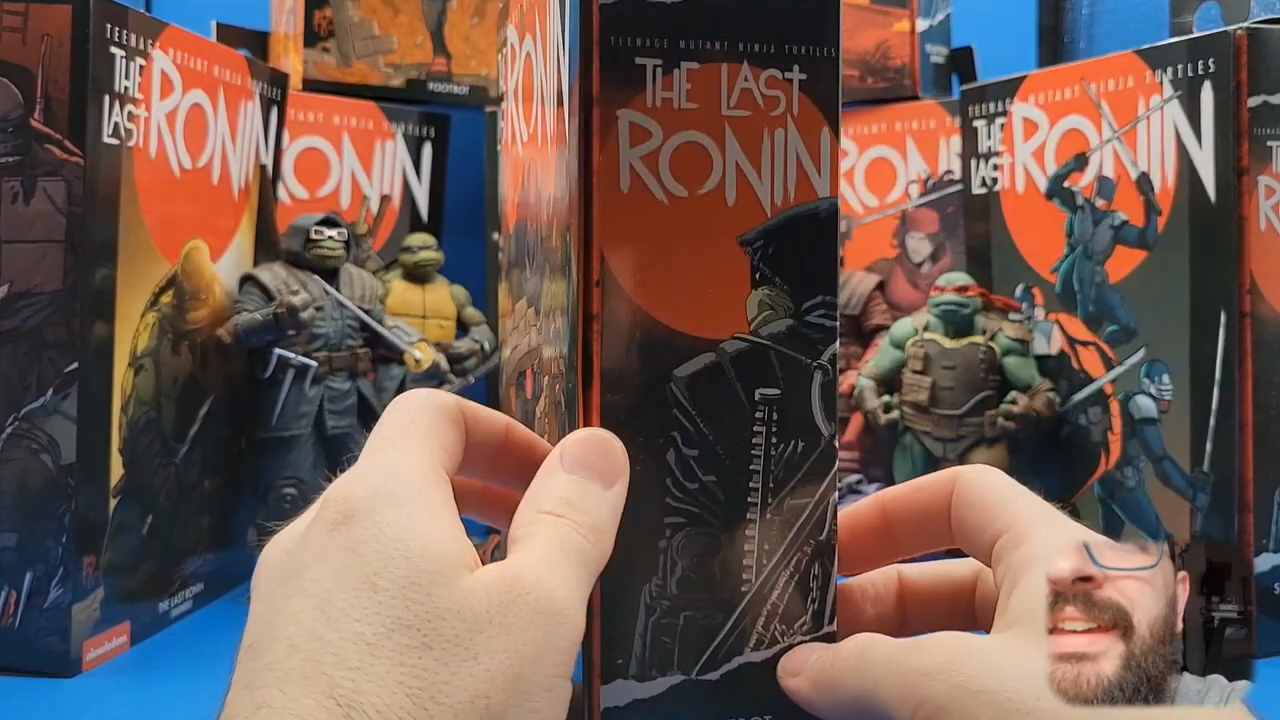 TEENAGE MUTANT NINJA TURTLES
THE LAST
RONIN
nickelodeon
THE LAST RONIN
RONIN
FOOTBOT
RONIN
TEENAGE MUTANT NINJA TURTLES
THE LAST
RONIN
RONIN
TEENAGE MUTANT NINJA TURTLES
THE LAST
RONIN